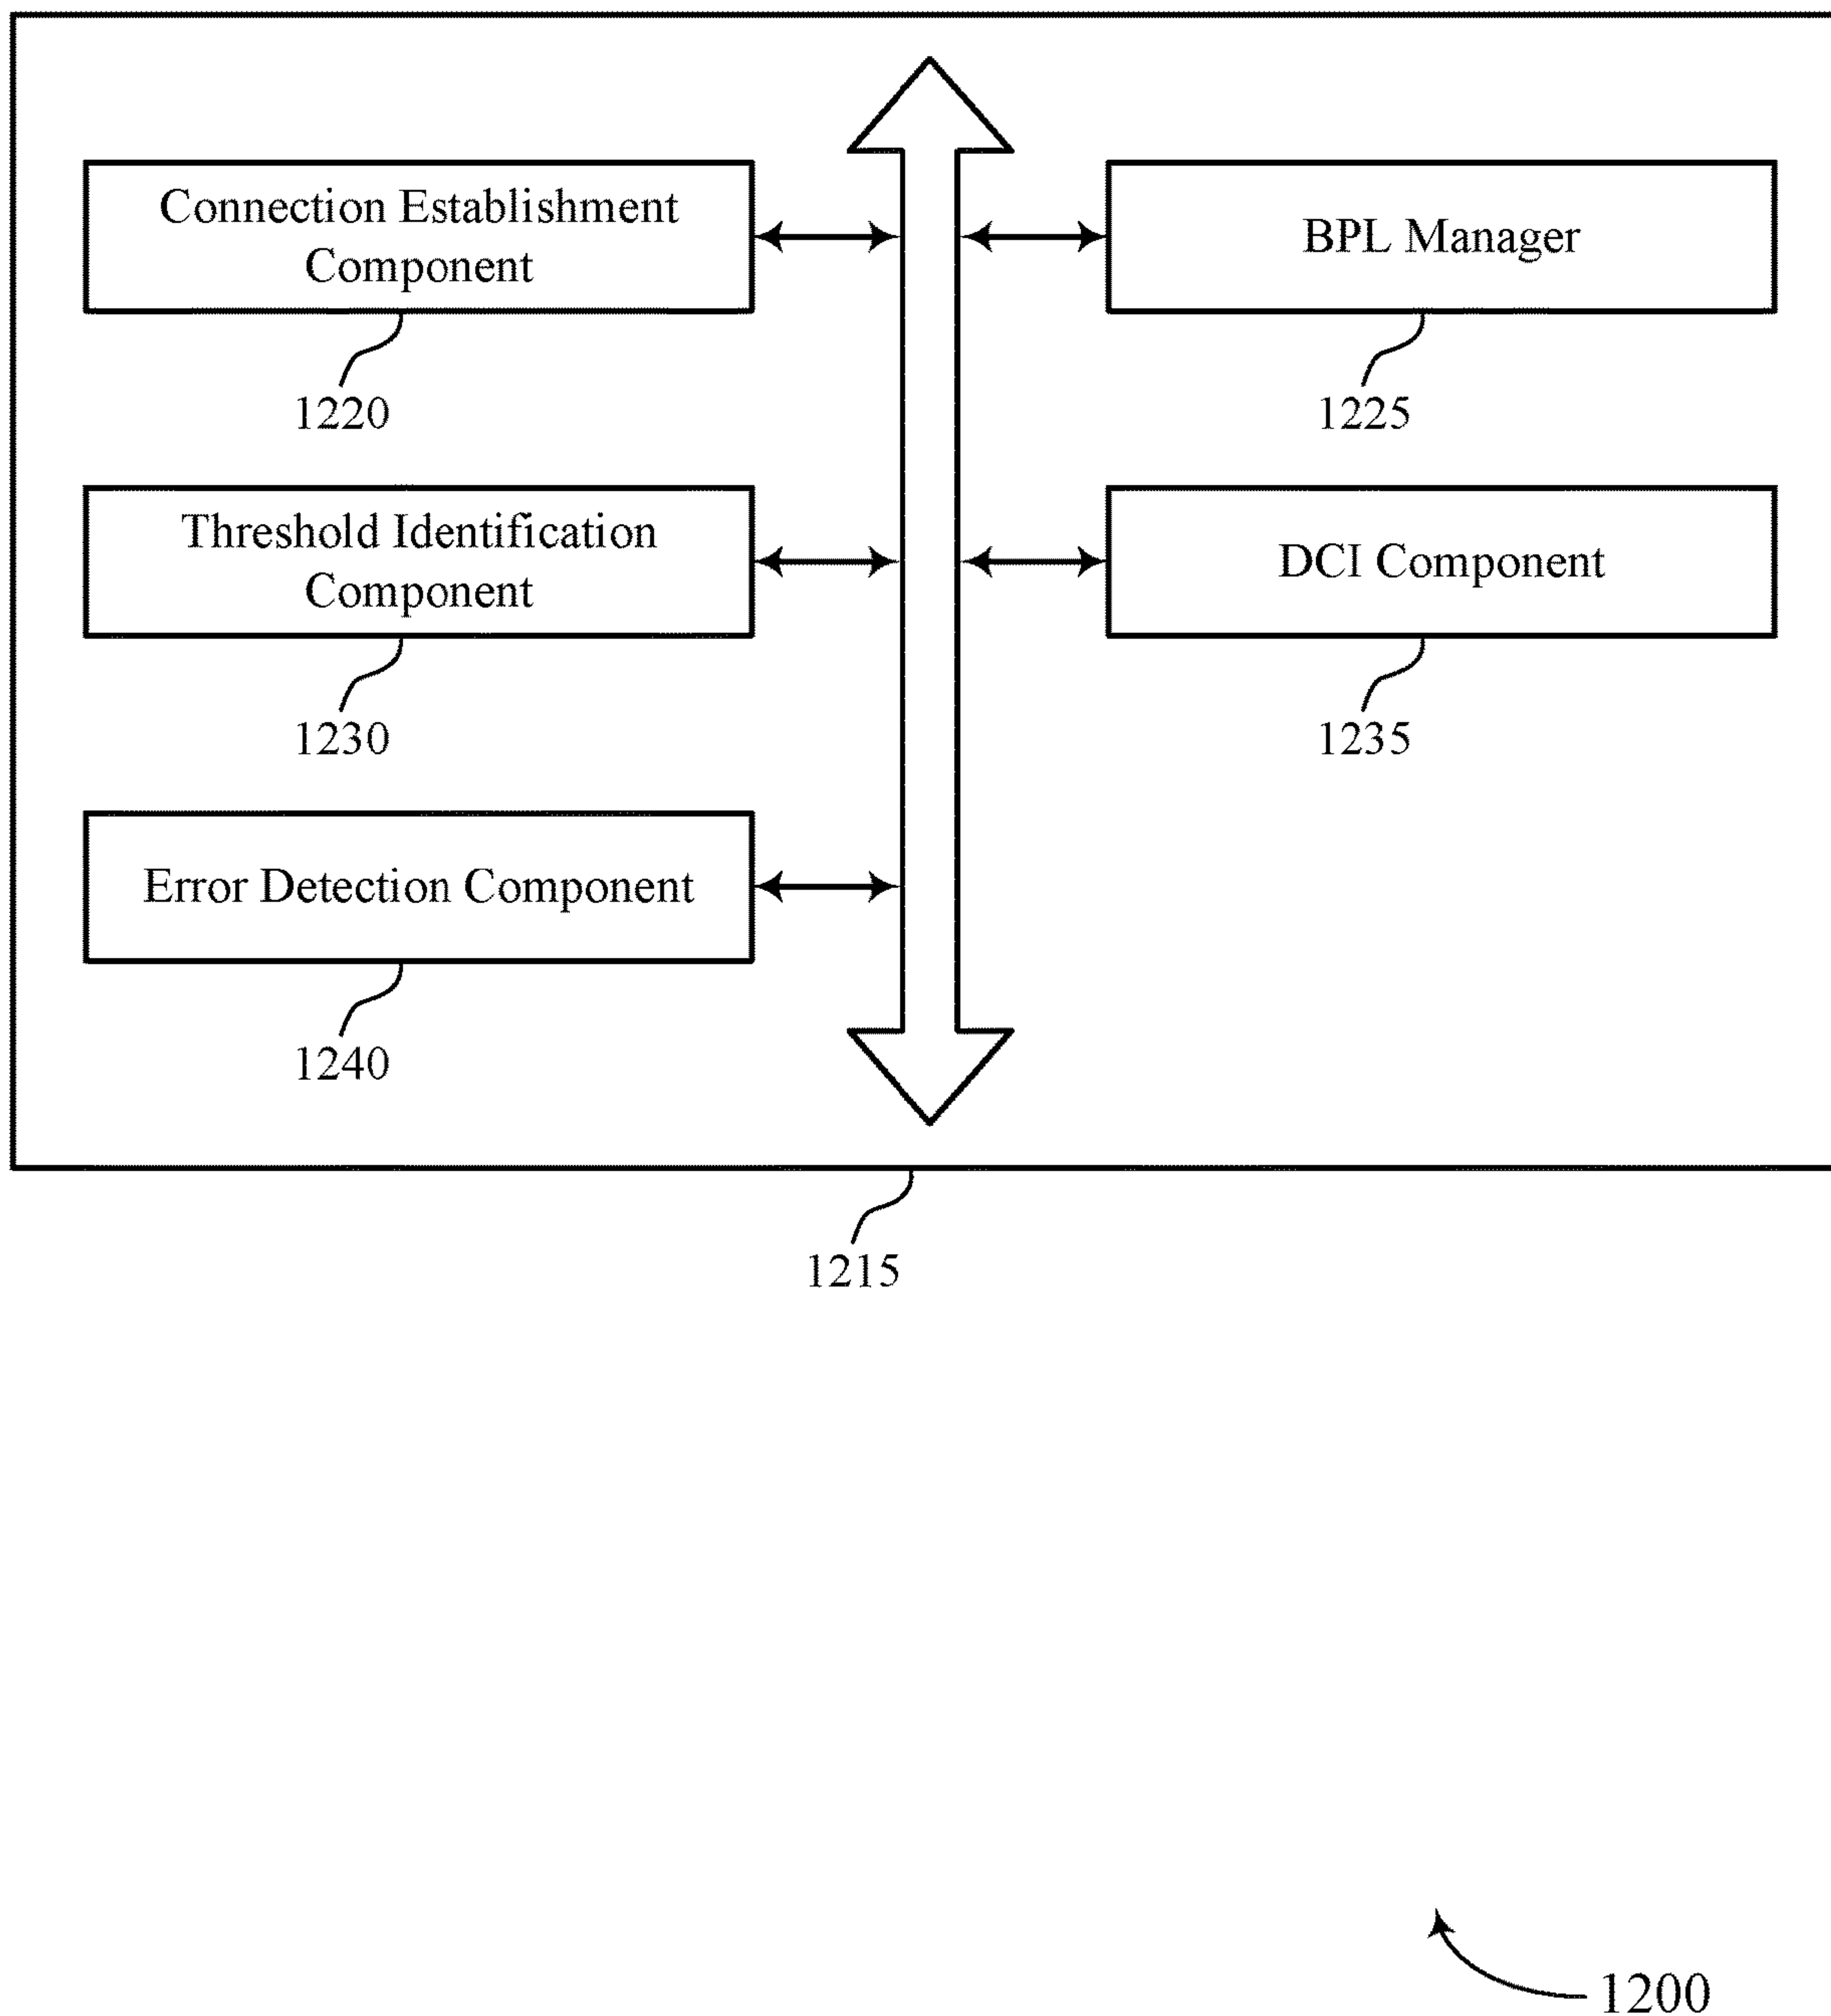 Connection Establishment
Component
1220
BPL Manager
1225
Threshold Identification
Component
1230
DCI Component
1235
Error Detection Component
1240
1215
1200